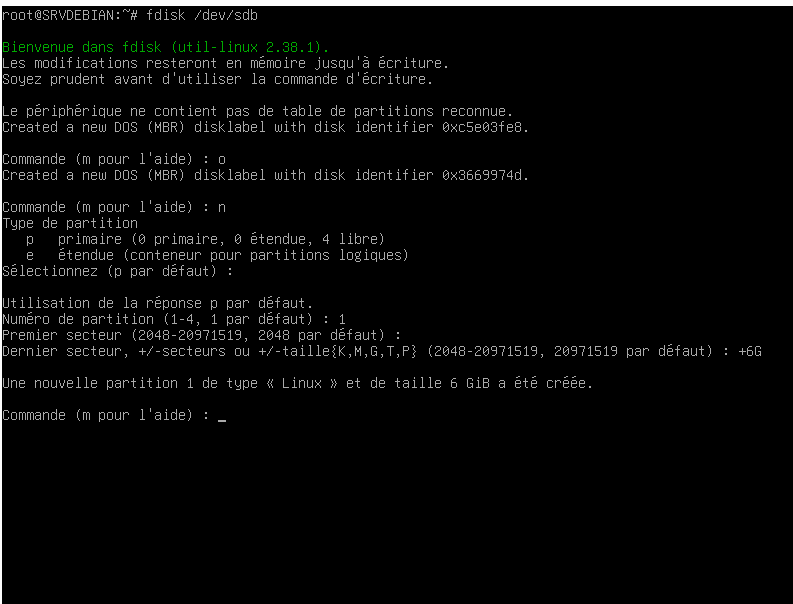 root@SRVDEBIAN:~# fdisk /dev/sdb
Bienvenue dans fdisk (util-linux 2.38.1).
Les modifications resteront en mémoire jusqu'à écriture.
Soyez prudent avant d'utiliser la commande d'écriture.
Le périphérique ne contient pas de table de partitions reconnue.
Created a new DOS (MBR) disklabel with disk identifier 0xc5e03fe8.
Commande (m pour l'aide) : o
Created a new DOS (MBR) disklabel with disk identifier 0x3669974d.
Commande (m pour l'aide) : n
Type de partition
p   primaire (0 primaire, 0 étendue, 4 libre)
e   étendue (conteneur pour partitions logiques)
Sélectionnez (p par défaut) :
Utilisation de la réponse p par défaut.
Numéro de partition (1-4, 1 par défaut) : 1
Premier secteur (2048-20971519, 2048 par défaut) :
Dernier secteur, +/-secteurs ou +/-taille{K,M,G,T,P} (2048-20971519, 20971519 par défaut) : +6G
Une nouvelle partition 1 de type « Linux » et de taille 6 GiB a été créée.
Commande (m pour l'aide) : _